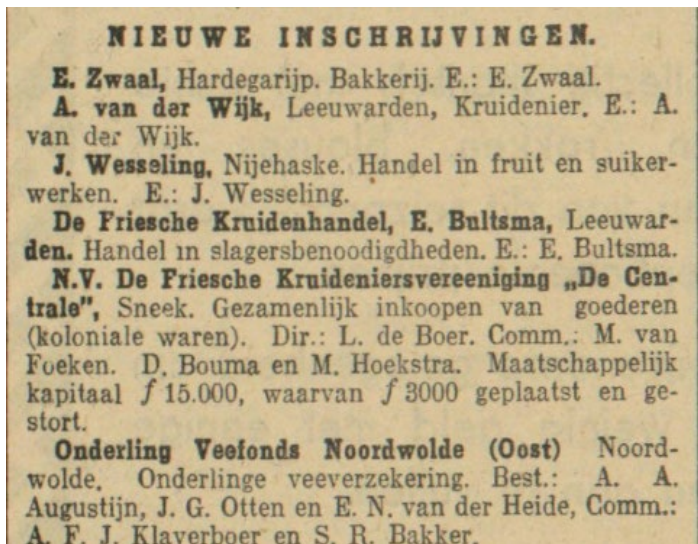 NIEUWE INSCHRIJVINGEN.
E. Zwaal, Hardegarijp. Bakkerij. E.: E. Zwaal.
A. van der Wijk, Leeuwarden, Kruidenier. E.: A.
van der Wijk.
J. Wesseling, Nijehaske. Handel in fruit en suiker-
werken. E.: J. Wesseling.
De Friesche Kruidenhandel, E. Bultsma, Leeuwar-
den. Handel in slagersbenoodigdheden. E.: E. Bultsma.
N.V. De Friesche Kruideniersvereeniging „De Cen-
trale", Sneek. Gezamenlijk inkoopen van goederen
(koloniale waren). Dir.: L. de Boer. Comm.: M. van
Foeken. D. Bouma en M. Hoekstra. Maatschappelijk
kapitaal ƒ 15.000, waarvan ƒ 3000 geplaatst en ge-
stort.
Onderling Veefonds Noordwolde (Oost) Noord-
wolde. Onderlinge veeverzekering. Best.: A. A.
Augustijn, J. G. Otten en E. N. van der Heide, Comm.:
A. F. J. Klaverboer en S. R. Bakker.